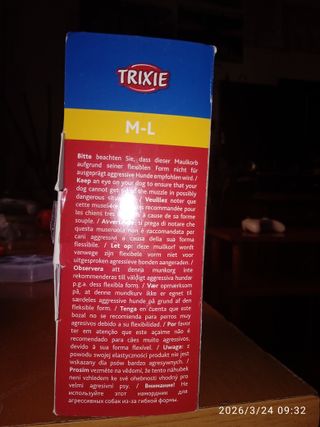 TRIXIE
M-L
Bitte beachten Sie, dass dieser Maulkorb
aufgrund seiner flexiblen Form nicht für
ausgeprägt aggressive Hunde empfohlen wird. /
Keep an eye on your dog to ensure that your
dog cannot get the muzzle in possibly
dangerous / Veuillez noter que
cette muselière recommandée pour
les chiens très à cause de sa forme
souple. / Avvertenze: si prega di notare che
questa museruola non è raccomandata per
cani aggressivi a causa della sua forma
flessibile. / Let op: deze muilkorf wordt
vanwege zijn flexibele vorm niet voor
uitgesproken agressieve honden aangeraden. /
Observera att denna munkorg inte
rekommenderas till väldigt aggressiva hundar
p.g.a. dess flexibla form. / Vær opmærksom
på, at denne mundkurv ikke er egnet til
særdeles aggressive hunde på grund af den
fleksible form. / Tenga en cuenta que este
bozal no se recomienda para perros muy
agresivos debido a su flexibilidad. / Por favor
ter em atenção que este açaime não é
recomendado para cães muito agressivos,
devido à sua forma flexível. / Uwaga: z
powodu swojej elastyczności produkt nie jest
wskazany dla psów bardzo agresywnych. /
Prosím vezměte na vědomí, že tento náhubek
není vzhledem ke své ohebnosti vhodný pro
velmi agresivní psy. / Внимание! Не
используйте этот намордник для
агрессивных собак из-за гибкой формы.
2026/3/24 09:32